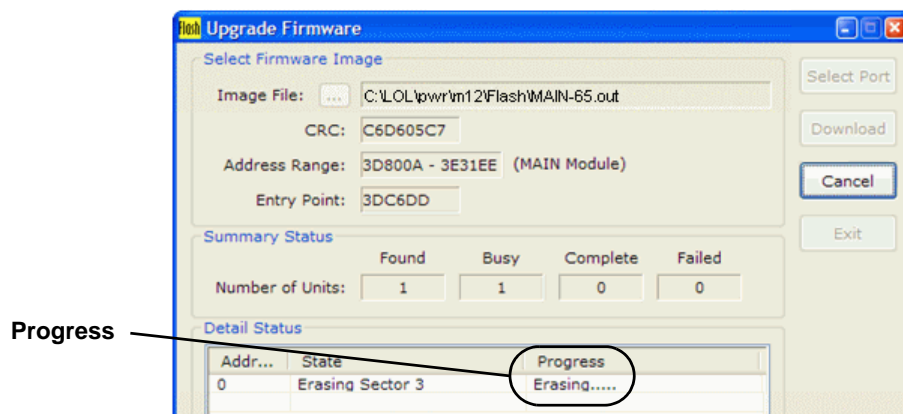 Flash Upgrade Firmware
Select Firmware Image
Image File: ... C:\LOL\pwr\m12\Flash\MAIN-65.out
CRC: C6D605C7
Address Range: 3D800A - 3E31EE (MAIN Module)
Entry Point: 3DC6DD
Select Port
Download
Cancel
Exit
Summary Status
Found Busy Complete Failed
Number of Units: 1 1 0 0
Progress
Detail Status
Addr... State Progress
0 Erasing Sector 3 Erasing.....